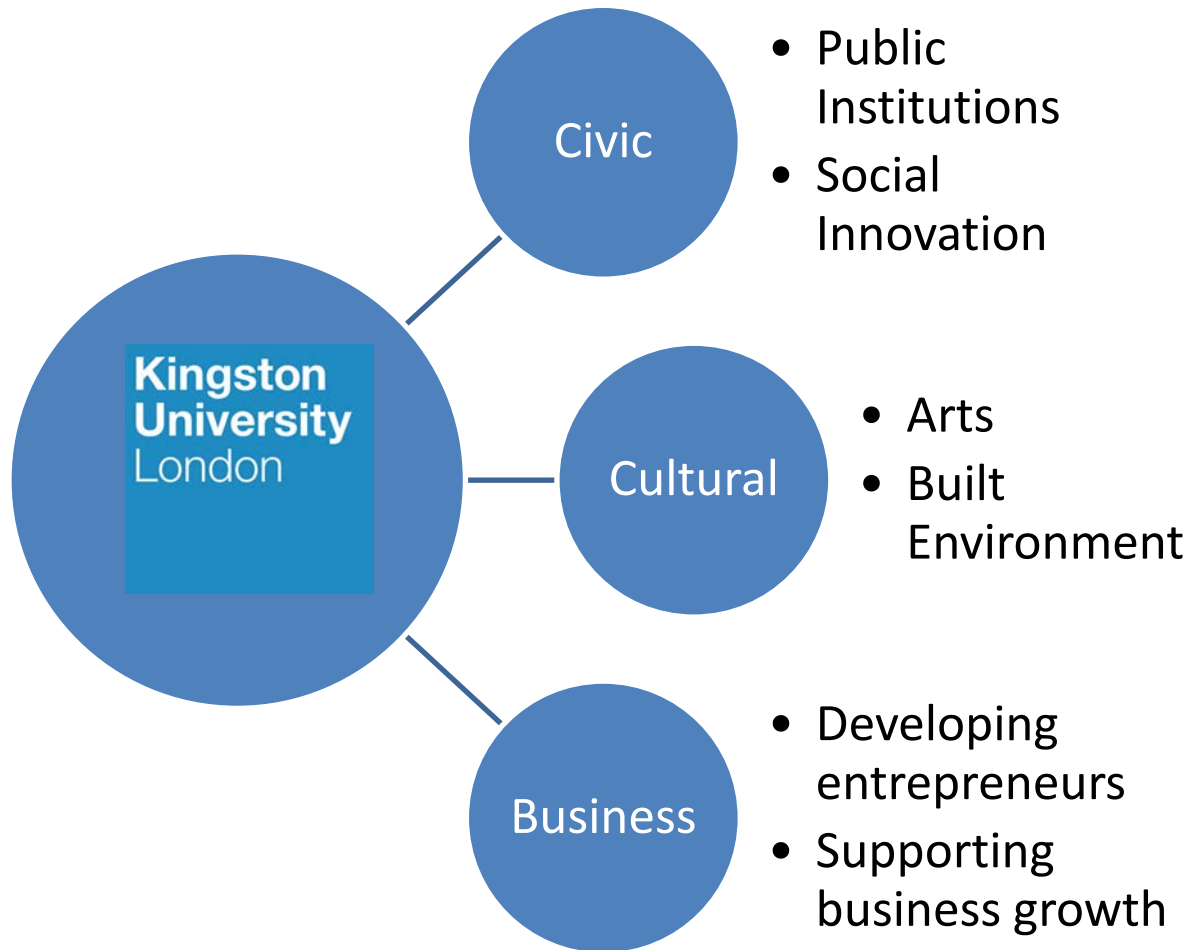 Kingston
University
London
Civic
• Public
Institutions
• Social
Innovation
Cultural
• Arts
• Built
Environment
Business
• Developing
entrepreneurs
• Supporting
business growth